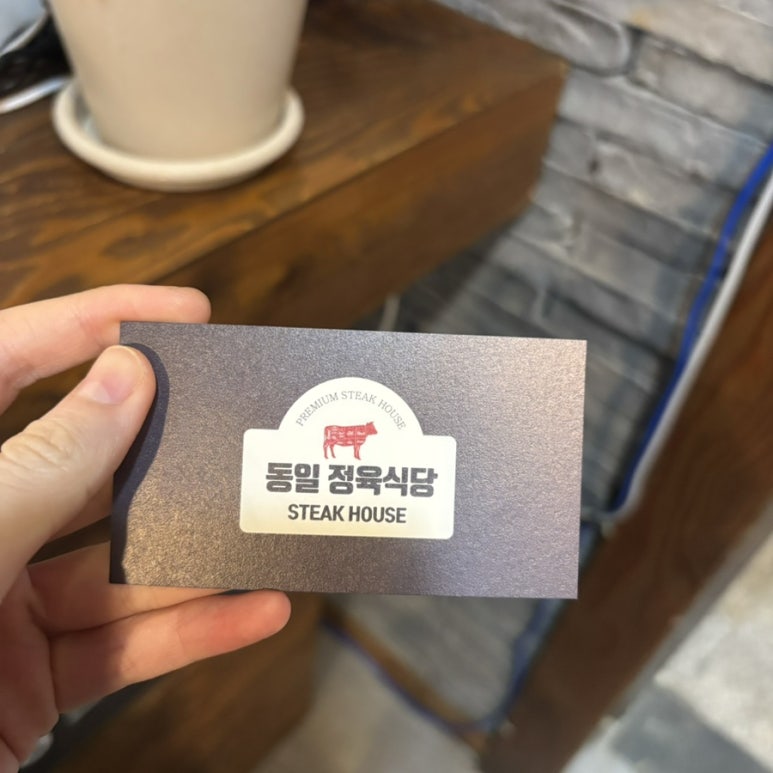 PREMIUM STEAK HOUSE
동일 정육식당
STEAK HOUSE